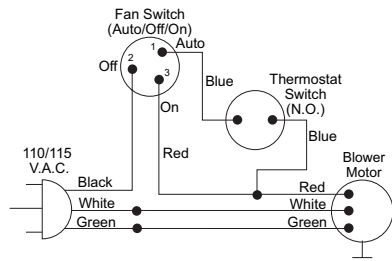 Fan Switch
(Auto/Off/On)
1
Auto
2
Off
3
On
Blue
Thermostat
Switch
(N.O.)
Blue
Red
110/115
V.A.C.
Blower
Motor
Black
Red
White
White
Green
Green